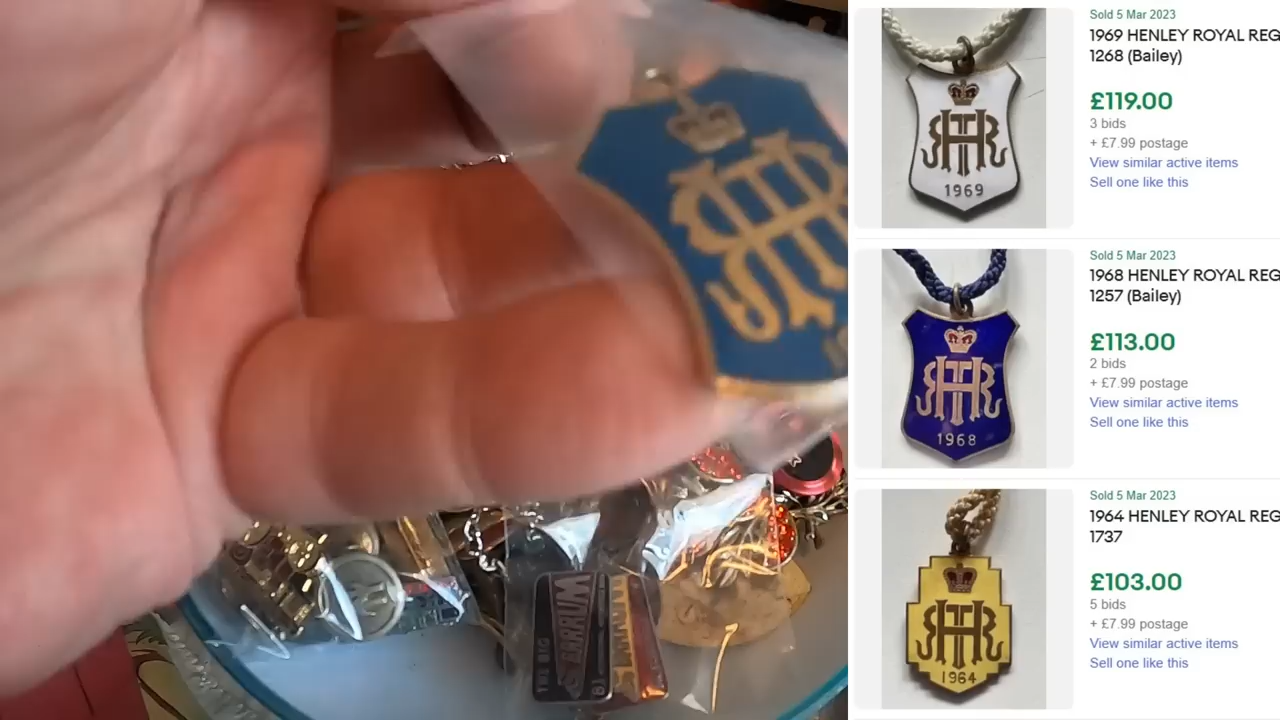 Sold 5 Mar 2023
1969 HENLEY ROYAL REG
1268 (Bailey)
£119.00
3 bids
+ £7.99 postage
View similar active items
Sell one like this
1969
Sold 5 Mar 2023
1968 HENLEY ROYAL REG
1257 (Bailey)
£113.00
2 bids
+ £7.99 postage
View similar active items
Sell one like this
1968
Sold 5 Mar 2023
1964 HENLEY ROYAL REG
1737
£103.00
5 bids
+ £7.99 postage
View similar active items
Sell one like this
1964
THE BIG